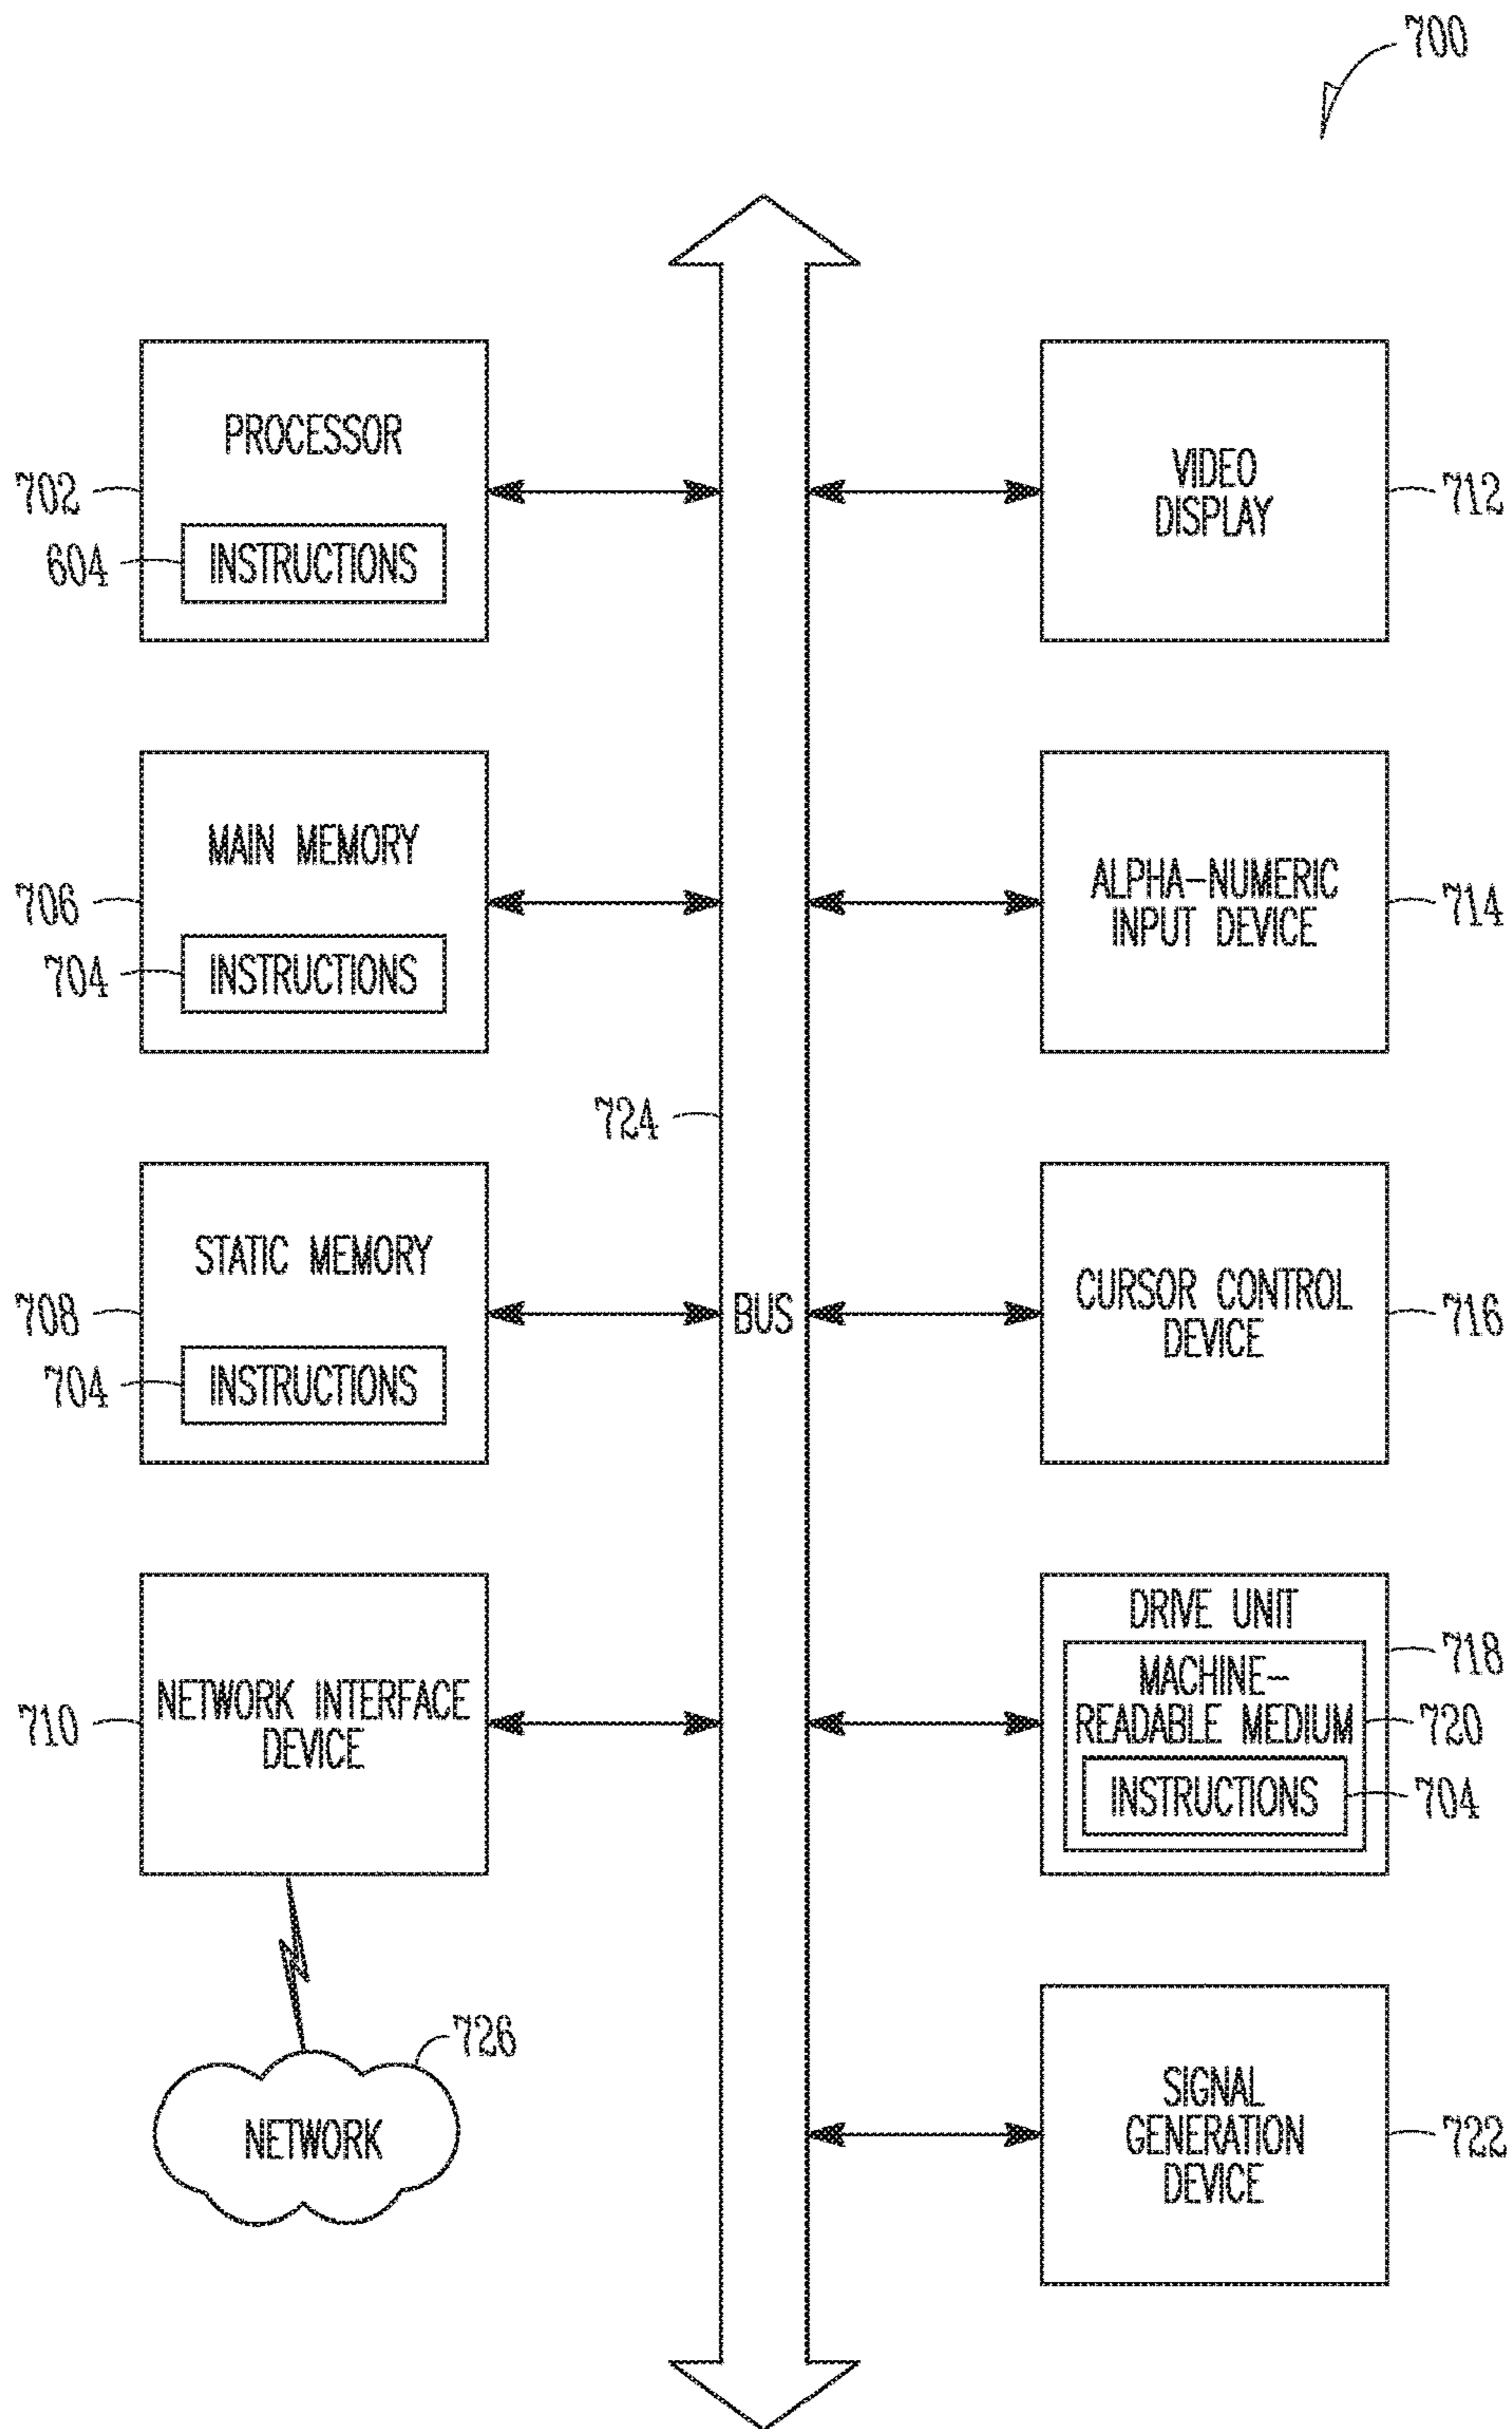 700
PROCESSOR
702
604
INSTRUCTIONS
MAIN MEMORY
706
704
INSTRUCTIONS
724
STATIC MEMORY
708
704
INSTRUCTIONS
NETWORK INTERFACE
DEVICE
710
726
NETWORK
BUS
VIDEO
DISPLAY
712
ALPHA-NUMERIC
INPUT DEVICE
714
CURSOR CONTROL
DEVICE
716
DRIVE UNIT
718
MACHINE-
READABLE MEDIUM
720
INSTRUCTIONS
704
SIGNAL
GENERATION
DEVICE
722